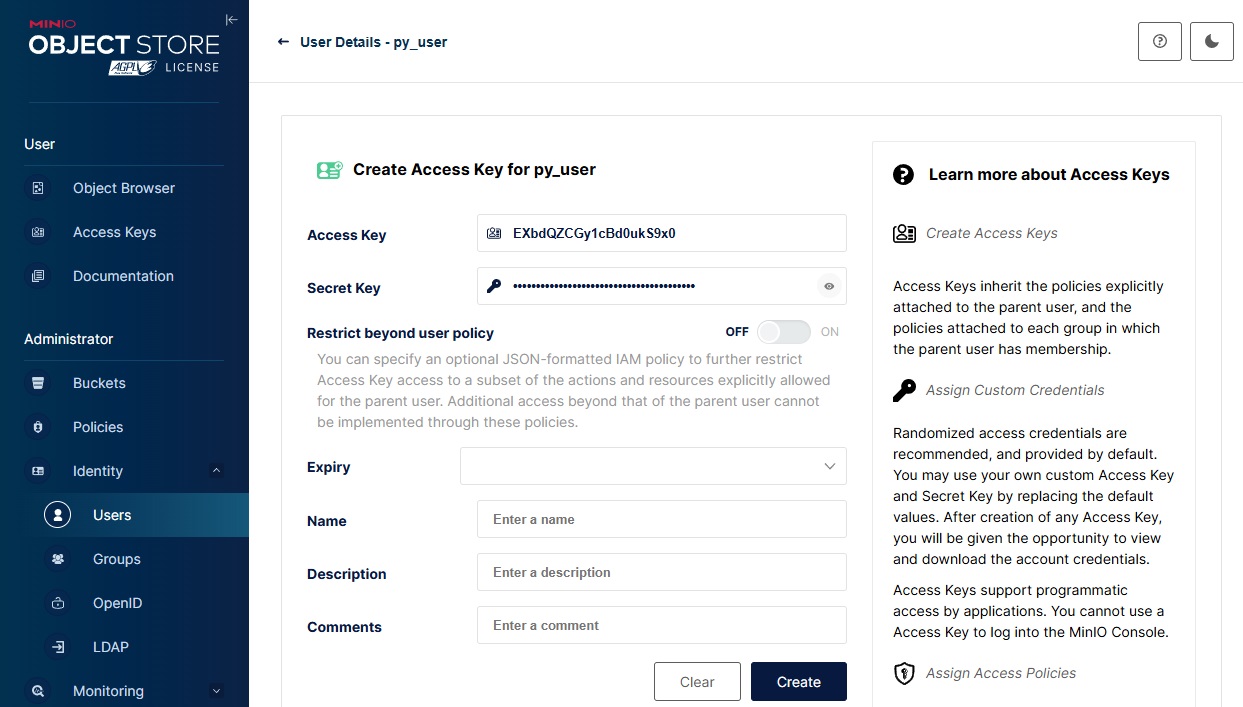 MINIO
OBJECT STORE
AGPLv3 LICENSE
User
Object Browser
Access Keys
Documentation
Administrator
Buckets
Policies
Identity
Users
Groups
OpenID
LDAP
Monitoring
User Details - py_user
Create Access Key for py_user
Access Key
EXbdQZCGy1cBd0ukS9x0
Secret Key
••••••••••••••••••••••••••••••••••••••••
Restrict beyond user policy
OFF ON
You can specify an optional JSON-formatted IAM policy to further restrict
Access Key access to a subset of the actions and resources explicitly allowed
for the parent user. Additional access beyond that of the parent user cannot
be implemented through these policies.
Expiry
Name
Enter a name
Description
Enter a description
Comments
Enter a comment
Clear
Create
Learn more about Access Keys
Create Access Keys
Access Keys inherit the policies explicitly
attached to the parent user, and the
policies attached to each group in which
the parent user has membership.
Assign Custom Credentials
Randomized access credentials are
recommended, and provided by default.
You may use your own custom Access Key
and Secret Key by replacing the default
values. After creation of any Access Key,
you will be given the opportunity to view
and download the account credentials.
Access Keys support programmatic
access by applications. You cannot use a
Access Key to log into the MinIO Console.
Assign Access Policies